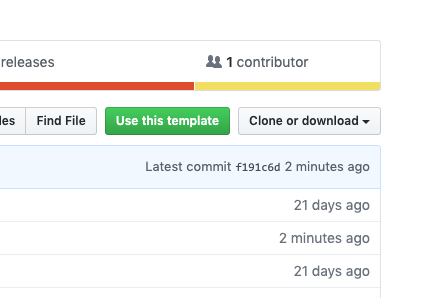 releases
1 contributor
Find File
Use this template
Clone or download
Latest commit f191c6d 2 minutes ago
21 days ago
2 minutes ago
21 days ago